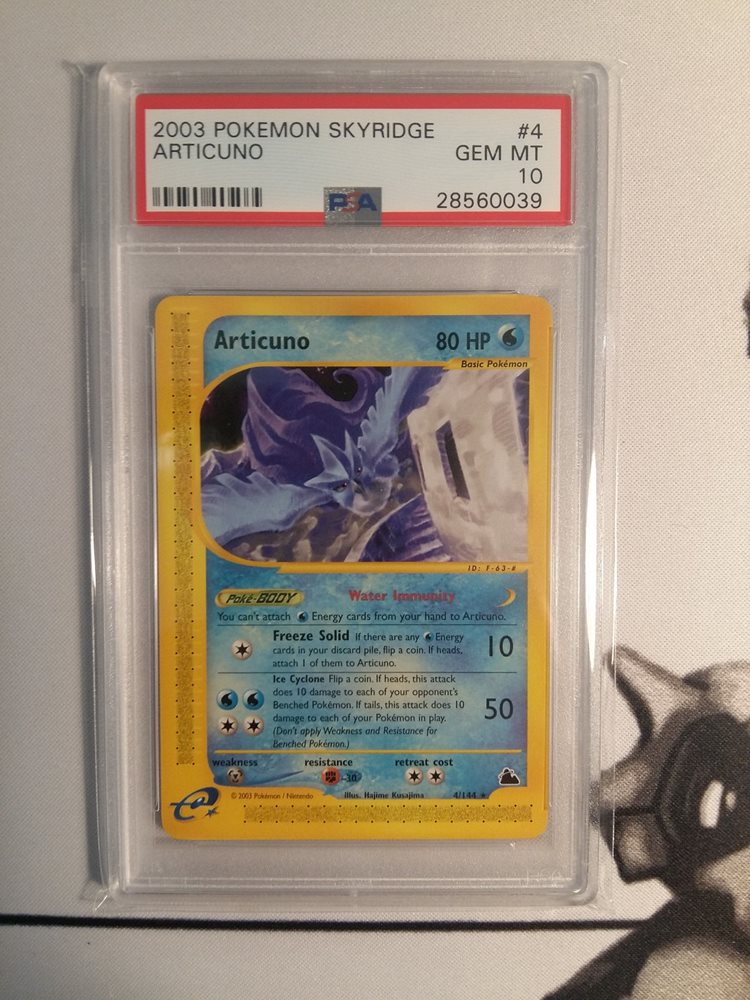 2003 POKEMON SKYRIDGE #4
ARTICUNO GEM MT
10
PSA 28560039
Articuno 80 HP
Basic Pokémon
ID: F-63-#
Poké-BODY Water Immunity
You can't attach Energy cards from your hand to Articuno.
Freeze Solid If there are any Energy
cards in your discard pile, flip a coin. If heads,
attach 1 of them to Articuno.
10
Ice Cyclone Flip a coin. If heads, this attack
does 10 damage to each of your opponent's
Benched Pokémon. If tails, this attack does 10
damage to each of your Pokémon in play.
(Don't apply Weakness and Resistance for
Benched Pokémon.)
50
weakness resistance retreat cost
-30
e
© 2003 Pokémon / Nintendo illus. Hajime Kusajima 4/144 ★